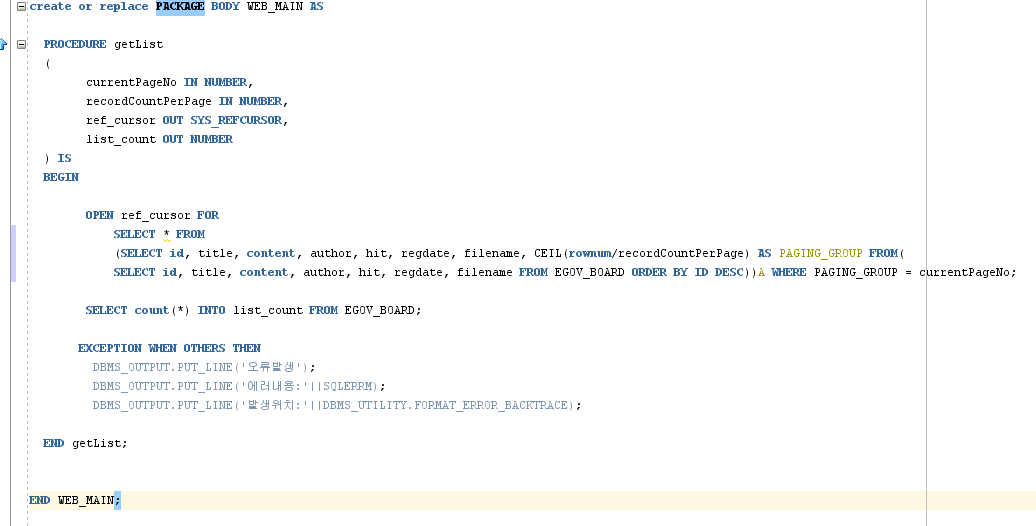 create or replace PACKAGE BODY WEB_MAIN AS
PROCEDURE getList
(
currentPageNo IN NUMBER,
recordCountPerPage IN NUMBER,
ref_cursor OUT SYS_REFCURSOR,
list_count OUT NUMBER
) IS
BEGIN
OPEN ref_cursor FOR
SELECT * FROM
(SELECT id, title, content, author, hit, regdate, filename, CEIL(rownum/recordCountPerPage) AS PAGING_GROUP FROM(
SELECT id, title, content, author, hit, regdate, filename FROM EGOV_BOARD ORDER BY ID DESC))A WHERE PAGING_GROUP = currentPageNo;
SELECT count(*) INTO list_count FROM EGOV_BOARD;
EXCEPTION WHEN OTHERS THEN
DBMS_OUTPUT.PUT_LINE('오류발생');
DBMS_OUTPUT.PUT_LINE('에러내용:'||SQLERRM);
DBMS_OUTPUT.PUT_LINE('발생위치:'||DBMS_UTILITY.FORMAT_ERROR_BACKTRACE);
END getList;
END WEB_MAIN;